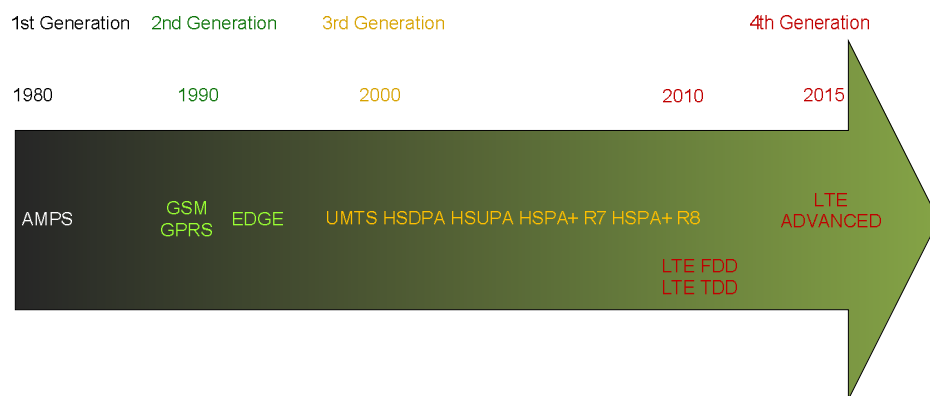 1st Generation 2nd Generation 3rd Generation 4th Generation
1980 1990 2000 2010 2015
AMPS
GSM
GPRS
EDGE
UMTS HSDPA HSUPA HSPA+ R7 HSPA+ R8
LTE
ADVANCED
LTE FDD
LTE TDD